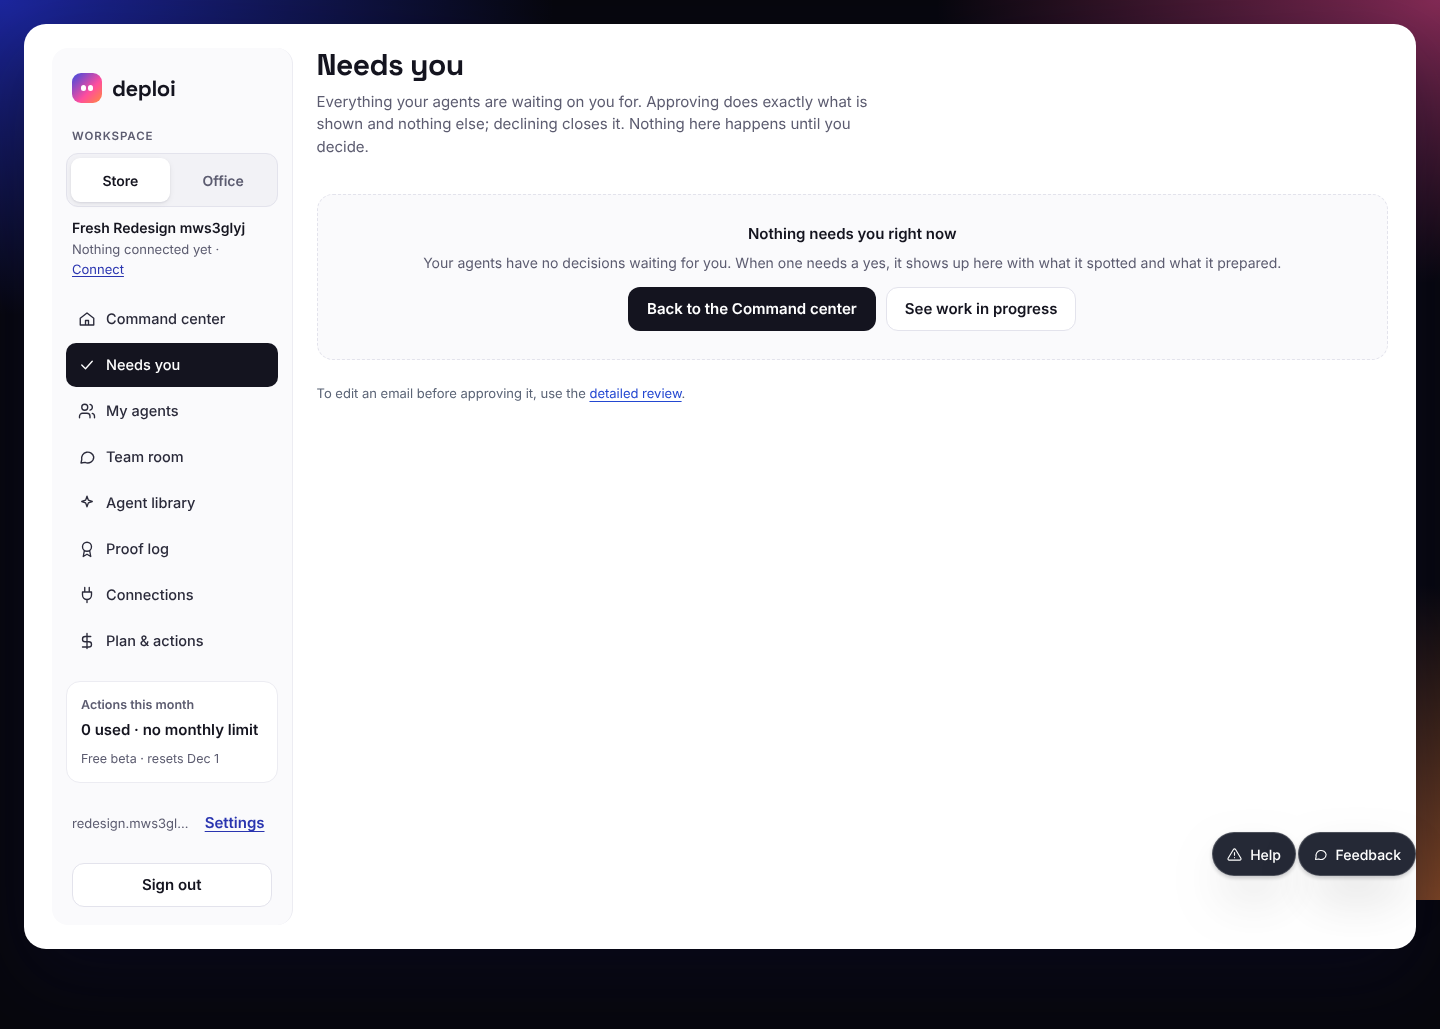 deploi
WORKSPACE
Store
Office
Fresh Redesign mws3glyj
Nothing connected yet ·
Connect
Command center
Needs you
My agents
Team room
Agent library
Proof log
Connections
Plan & actions
Actions this month
0 used · no monthly limit
Free beta · resets Dec 1
redesign.mws3gl...
Settings
Sign out
Needs you
Everything your agents are waiting on you for. Approving does exactly what is
shown and nothing else; declining closes it. Nothing here happens until you
decide.
Nothing needs you right now
Your agents have no decisions waiting for you. When one needs a yes, it shows up here with what it spotted and what it prepared.
Back to the Command center
See work in progress
To edit an email before approving it, use the detailed review.
Help
Feedback